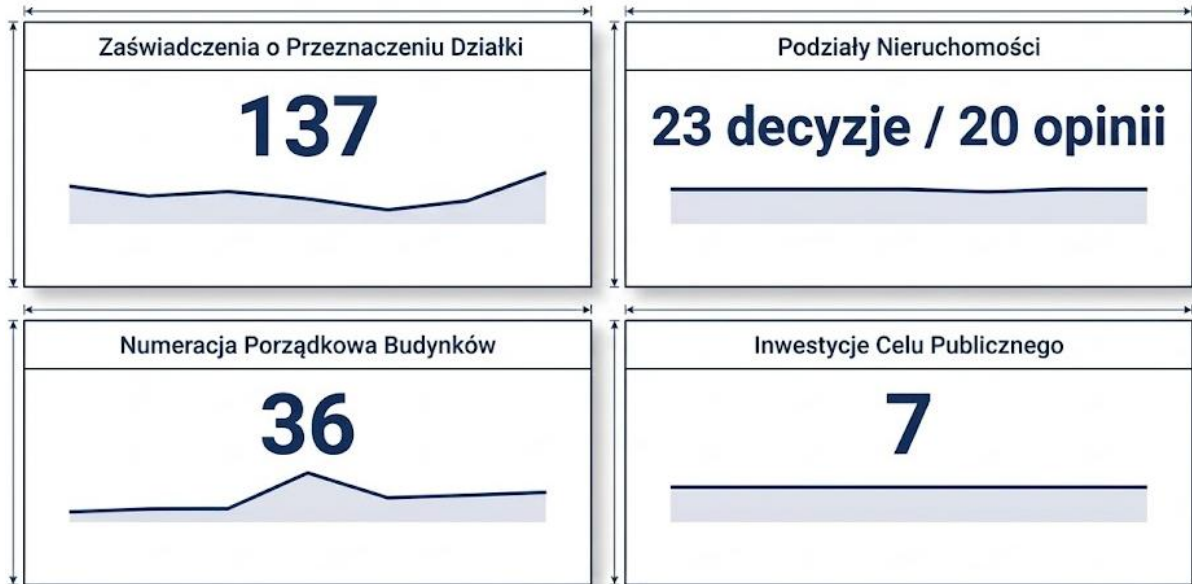 Zaświadczenia o Przeznaczeniu Działki
137
Podziały Nieruchomości
23 decyzje / 20 opinii
Numeracja Porządkowa Budynków
36
Inwestycje Celu Publicznego
7